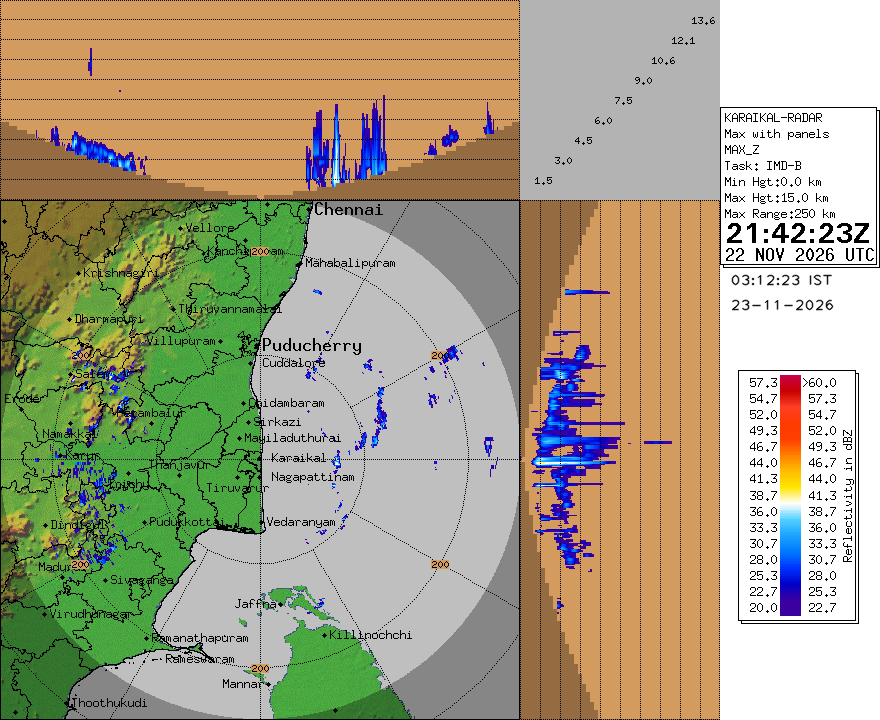 13.6
12.1
10.6
9.0
7.5
6.0
4.5
3.0
1.5
KARAIKAL-RADAR
Max with panels
MAX_Z
Task: IMD-B
Min Hgt:0.0 km
Max Hgt:15.0 km
Max Range:250 km
21:42:23Z
22 NOV 2026 UTC
03:12:23 IST
23-11-2026
Chennai
Vellore
200
Mahabalipuram
Krishnagiri
Thiruvannamalai
Dharmapuri
Villupuram
Puducherry
200
200
Cuddalore
Salem
Erode
Chidambaram
Perambalur
Sirkazi
Namakkal
Mayiladuthurai
Karur
Karaikal
Thanjavur
Nagapattinam
Tiruvarur
Dindigul
Pudukkottai
Vedaranyam
200
200
Sivaganga
Jaffna
Virudhunagar
Killinochchi
Ramanathapuram
Rameswaram
200
Mannar
Thoothukudi
57.3 >60.0
54.7 57.3
52.0 54.7
49.3 52.0
46.7 49.3
44.0 46.7
41.3 44.0
38.7 41.3
36.0 38.7
33.3 36.0
30.7 33.3
28.0 30.7
25.3 28.0
22.7 25.3
20.0 22.7
Reflectivity in dBZ